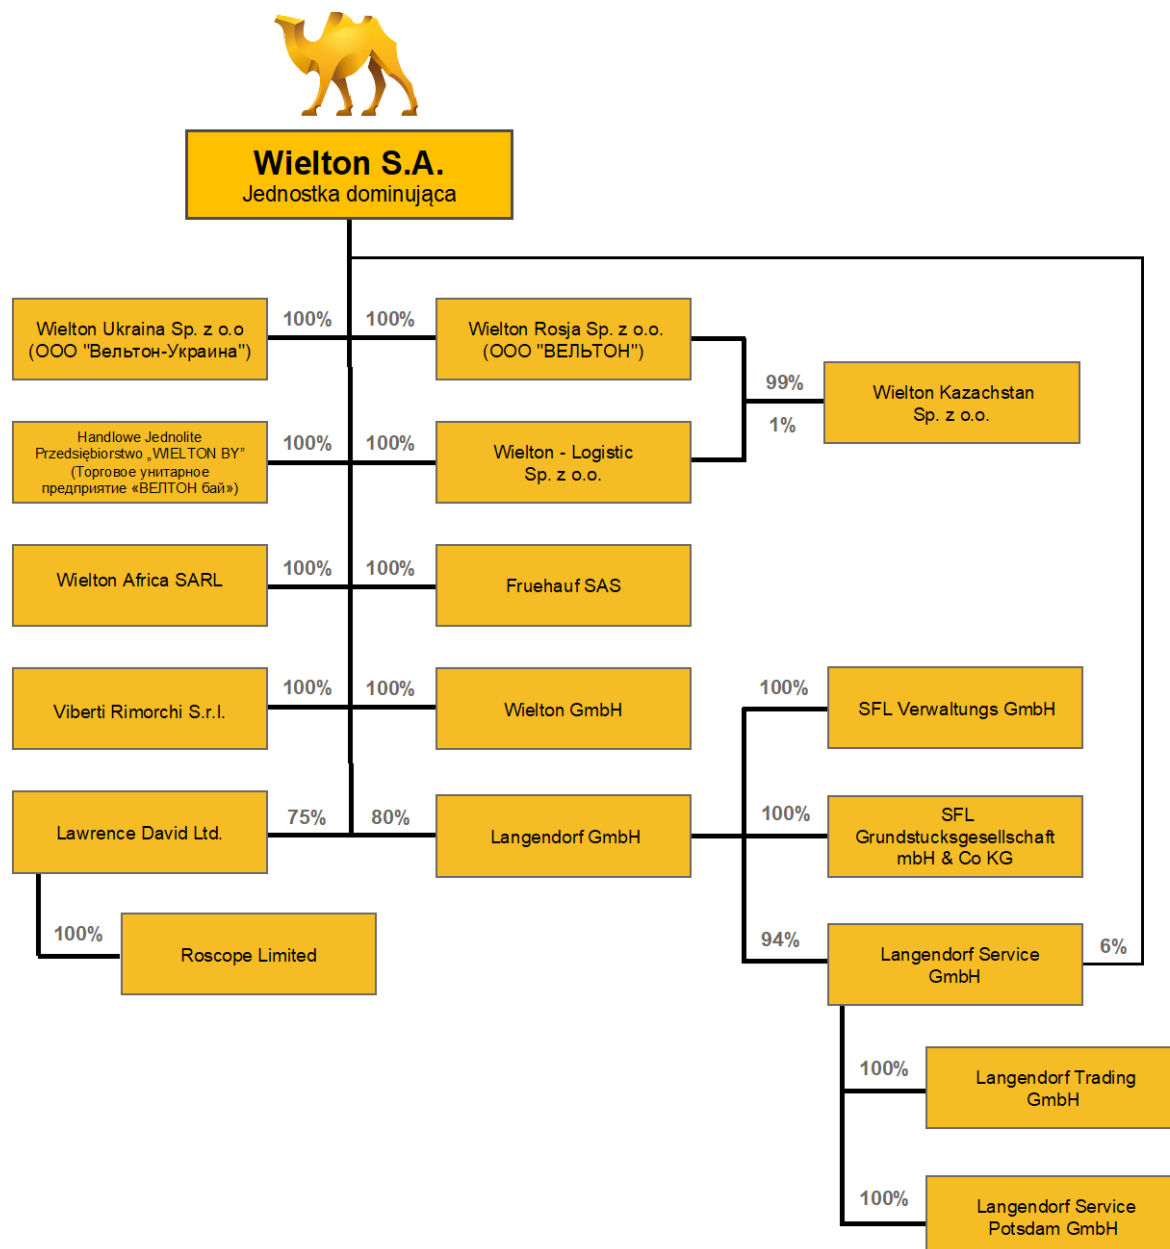 Wielton S.A.
Jednostka dominująca
100%
100%
Wielton Ukraina Sp. z o.o
(ООО "Вельтон-Украина")
Wielton Rosja Sp. z o.o.
(ООО "ВЕЛЬТОН")
99%
1%
Wielton Kazachstan
Sp. z o.o.
Handlowe Jednolite
Przedsiębiorstwo „WIELTON BY”
(Торговое унитарное
предприятие «ВЕЛТОН бай»)
100%
100%
Wielton - Logistic
Sp. z o.o.
Wielton Africa SARL
100%
100%
Fruehauf SAS
Viberti Rimorchi S.r.l.
100%
100%
Wielton GmbH
100%
SFL Verwaltungs GmbH
Lawrence David Ltd.
75%
80%
Langendorf GmbH
100%
SFL
Grundstucksgesellschaft
mbH & Co KG
100%
Roscope Limited
94%
Langendorf Service
GmbH
6%
100%
Langendorf Trading
GmbH
100%
Langendorf Service
Potsdam GmbH